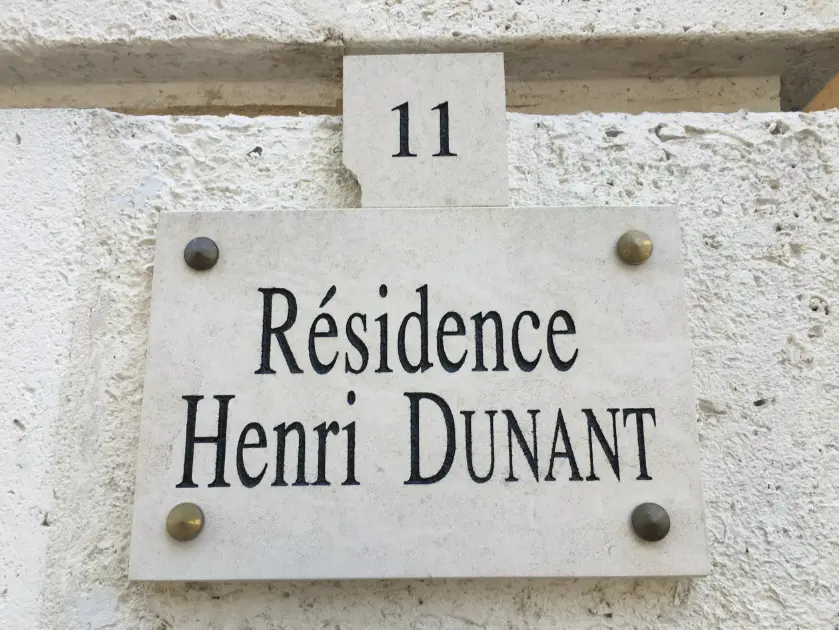 11
Résidence
Henri DUNANT